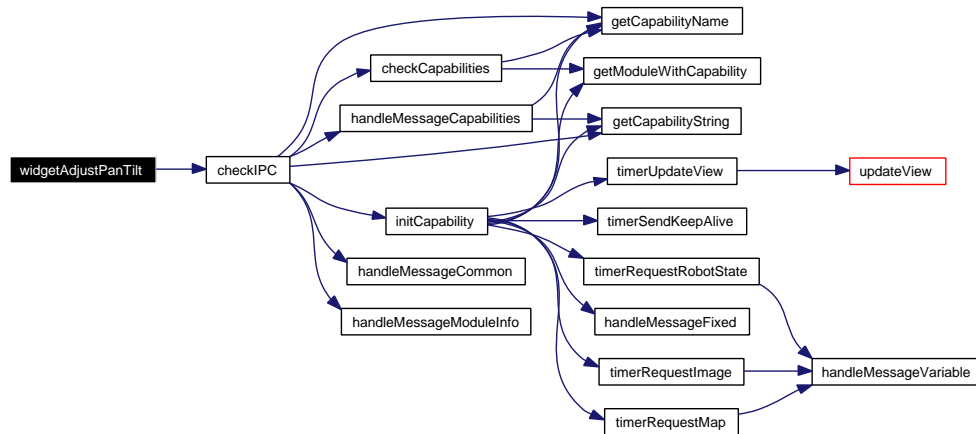 getCapabilityName
checkCapabilities
getModuleWithCapability
handleMessageCapabilities
getCapabilityString
widgetAdjustPanTilt
checkIPC
timerUpdateView
updateView
initCapability
timerSendKeepAlive
handleMessageCommon
timerRequestRobotState
handleMessageModuleInfo
handleMessageFixed
timerRequestImage
handleMessageVariable
timerRequestMap